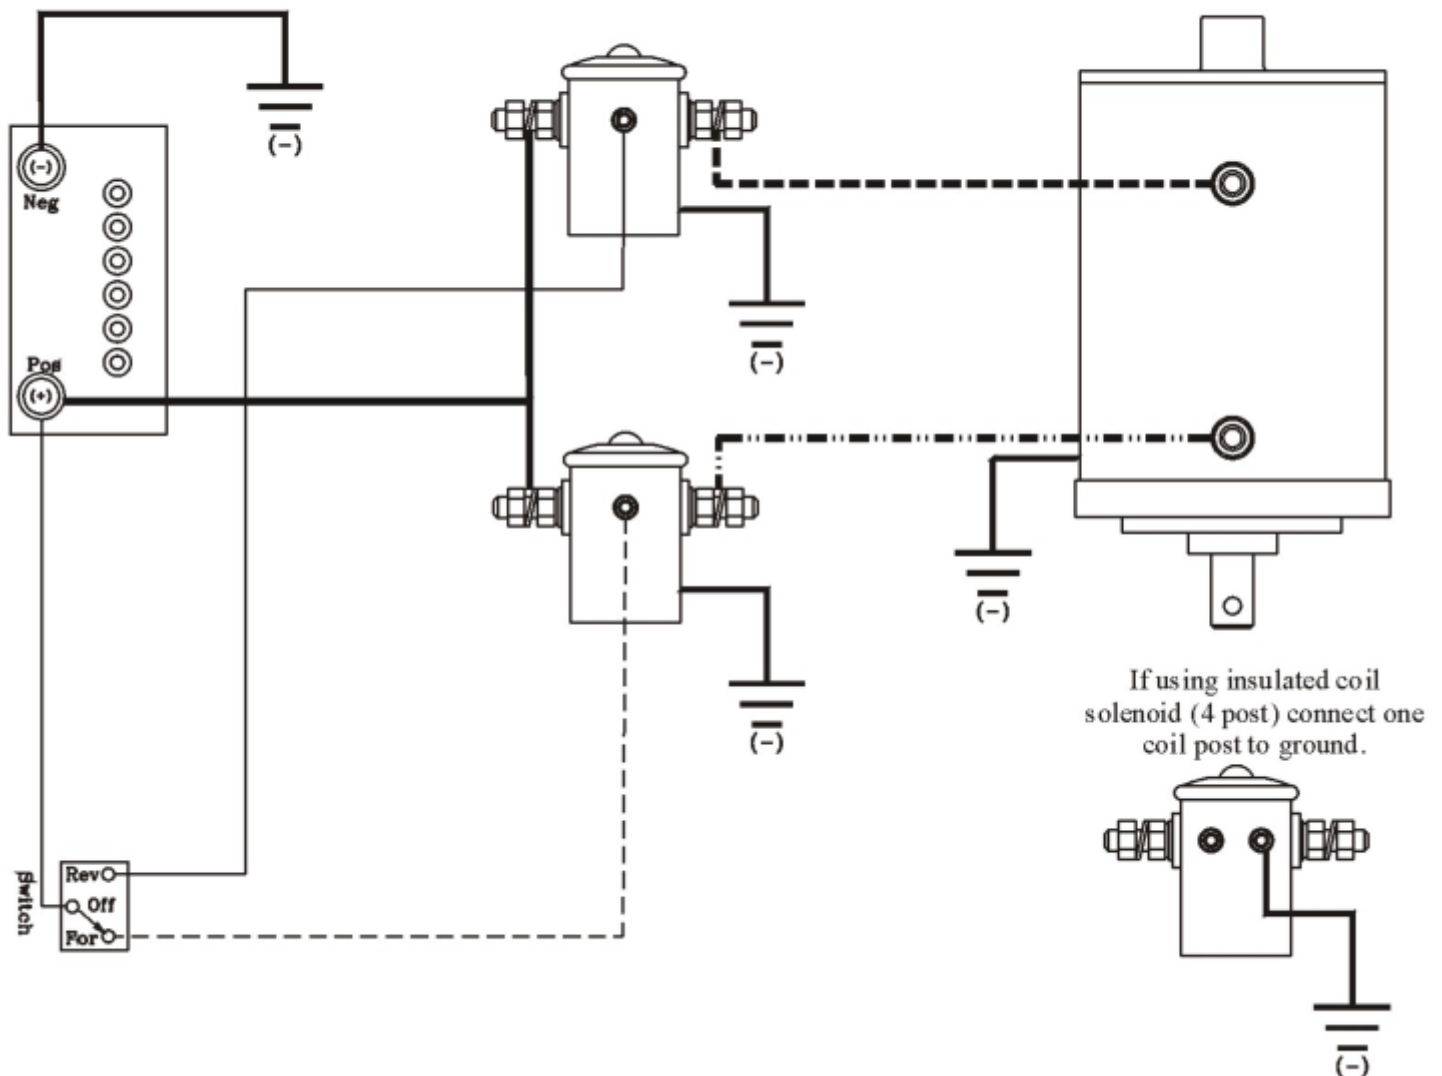 (-)
(-)
Neg
Pos
(+)
(-)
(-)
(-)
If using insulated coil
solenoid (4 post) connect one
coil post to ground.
Switch
Rev
Off
For
(-)